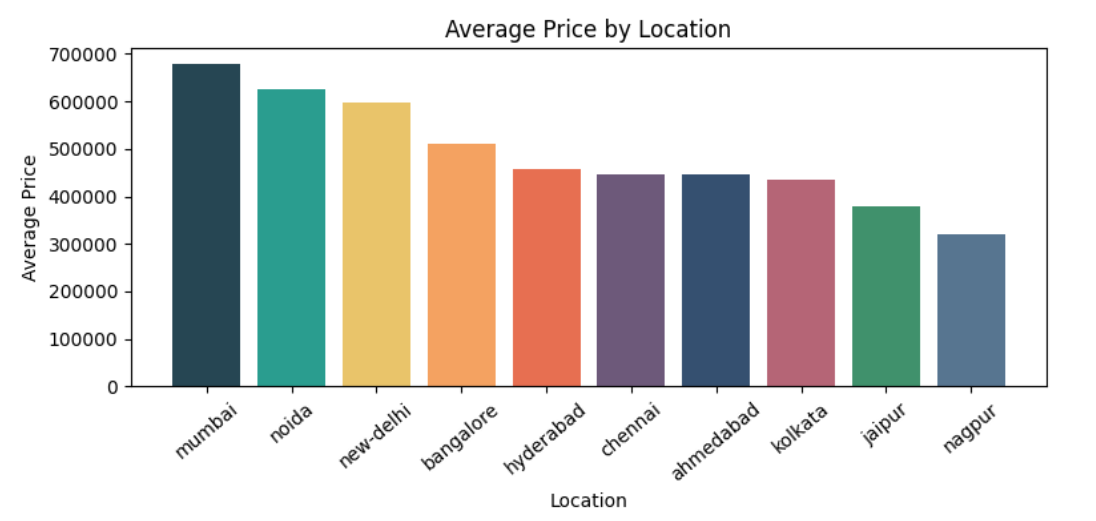 Average Price by Location
Average Price
700000
600000
500000
400000
300000
200000
100000
0
mumbai
noida
new-delhi
bangalore
hyderabad
chennai
ahmedabad
kolkata
jaipur
nagpur
Location